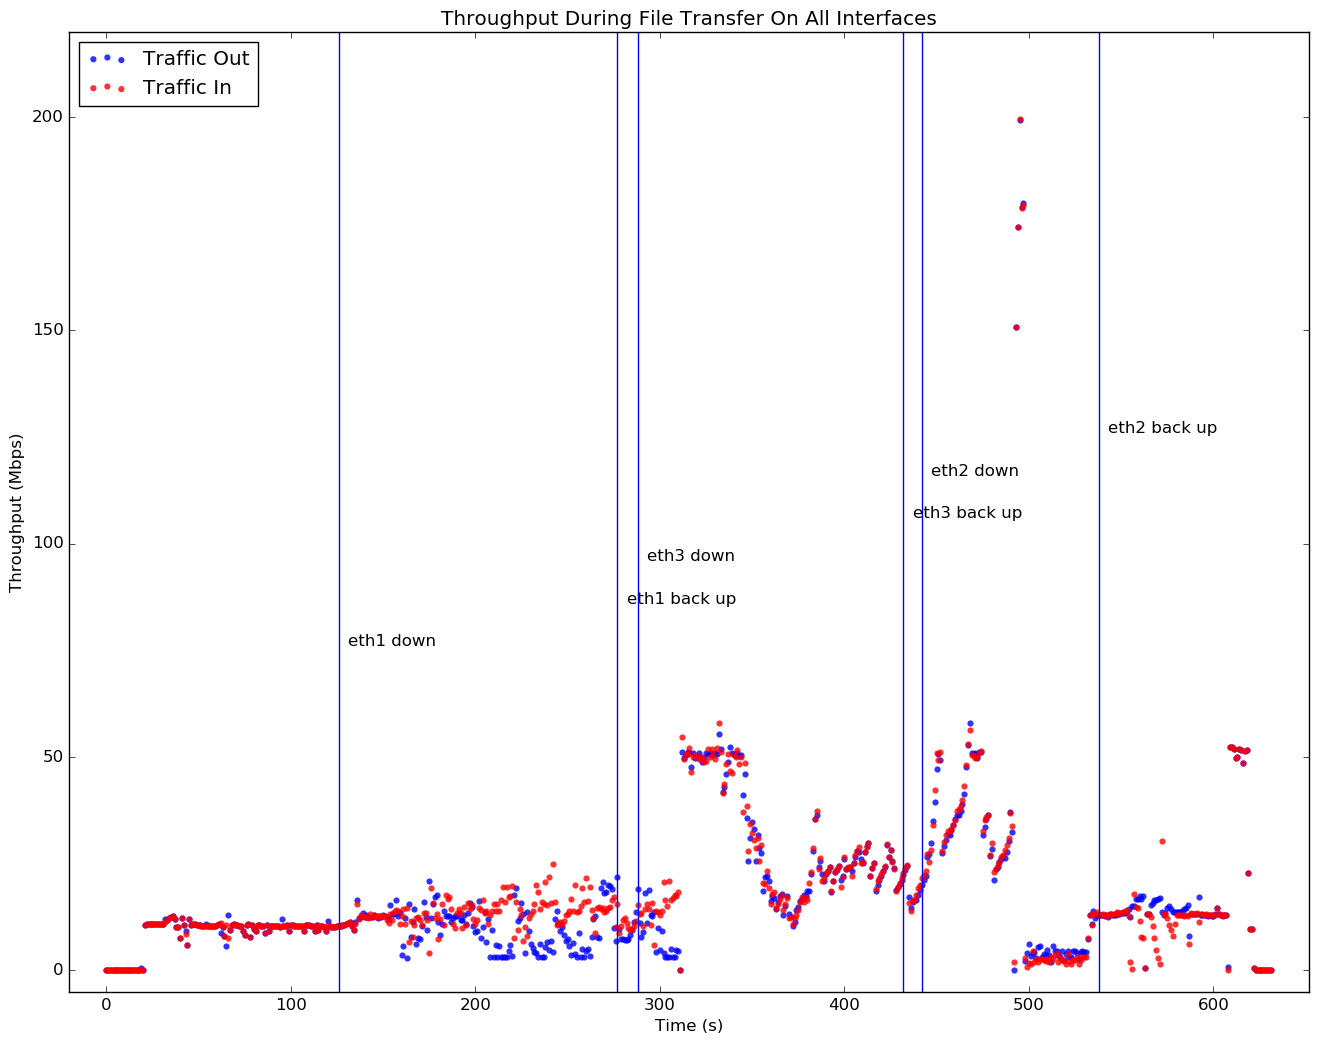 Throughput During File Transfer On All Interfaces
Traffic Out
Traffic In
200
150
100
50
0
Throughput (Mbps)
eth2 back up
eth2 down
eth3 back up
eth3 down
eth1 back up
eth1 down
0 100 200 300 400 500 600
Time (s)